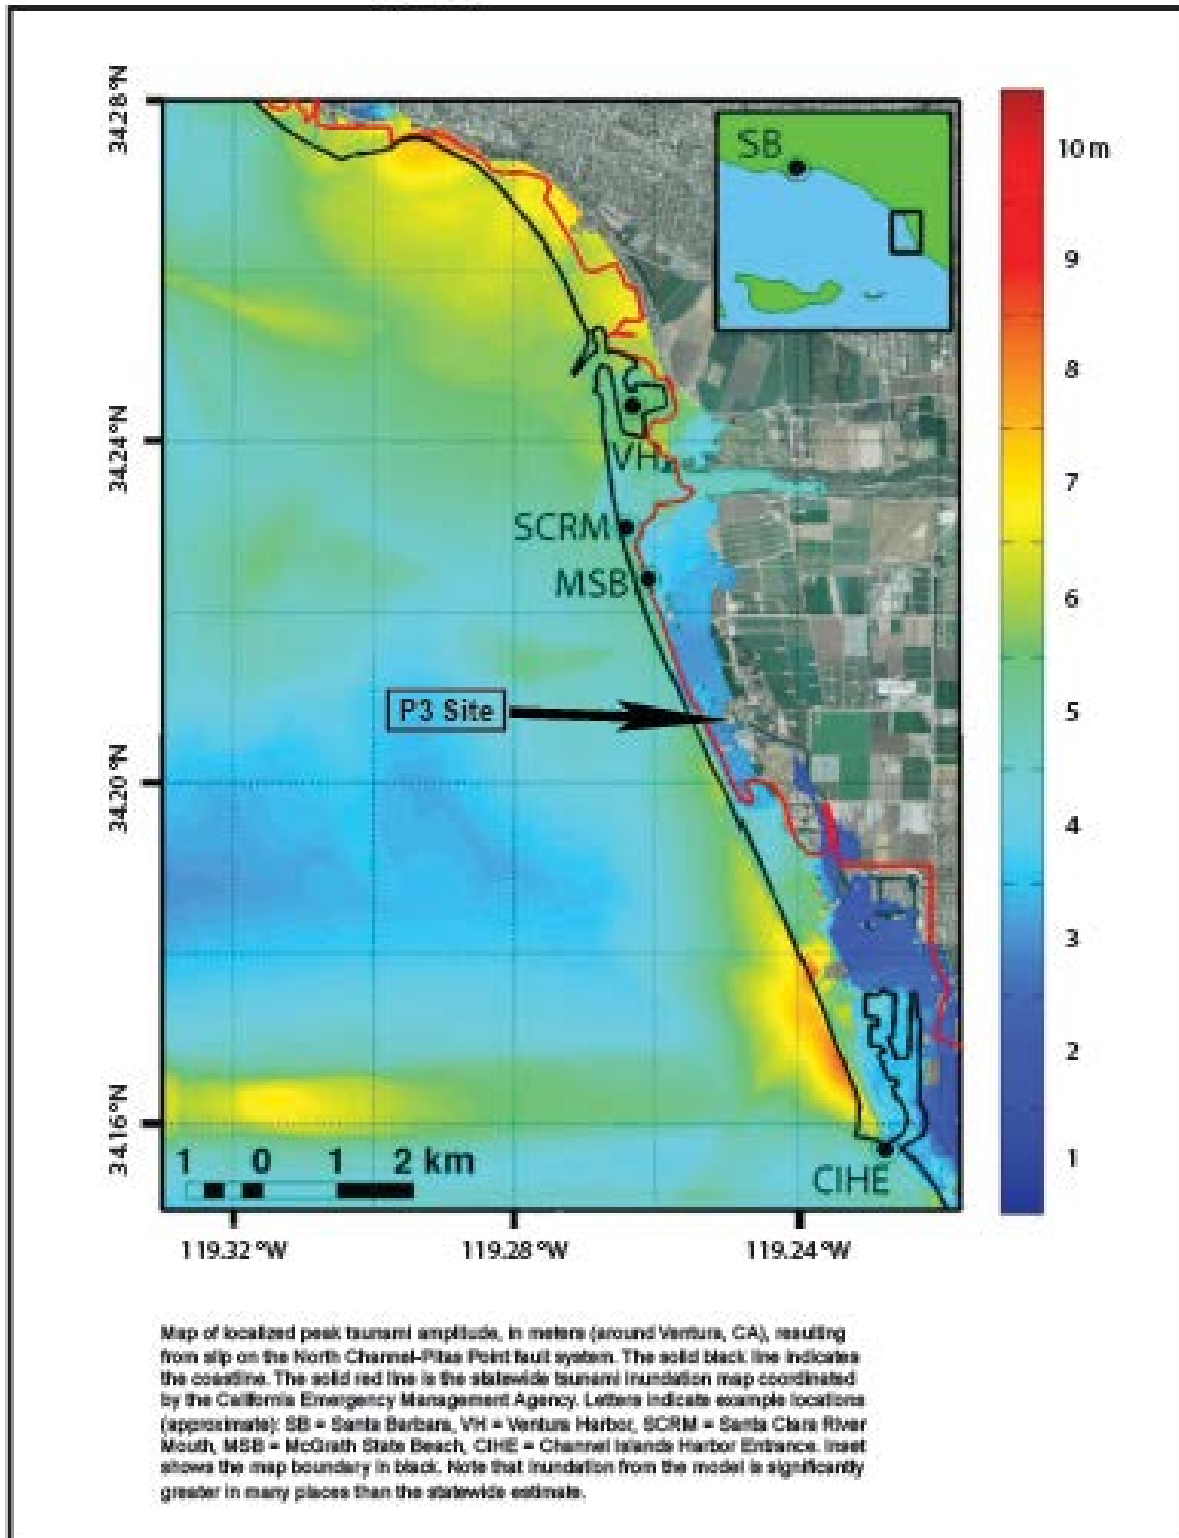 34.28°N
SB
10 m
9
8
34.24°N
VH
7
SCRM
MSB
6
P3 Site
5
34.20°N
4
3
2
34.16°N
1 0 1 2 km
CIHE
1
119.32 °W 119.28 °W 119.24 °W
Map of localized peak tsunami amplitude, in meters (around Ventura, CA), resulting
from slip on the North Channel-Pitas Point fault system. The solid black line indicates
the coastline. The solid red line is the statewide tsunami inundation map coordinated
by the California Emergency Management Agency. Letters indicate example locations
(approximate): SB = Santa Barbara, VH = Ventura Harbor, SCRM = Santa Clara River
Mouth, MSB = McGrath State Beach, CIHE = Channel Islands Harbor Entrance. Inset
shows the map boundary in black. Note that inundation from the model is significantly
greater in many places than the statewide estimate.